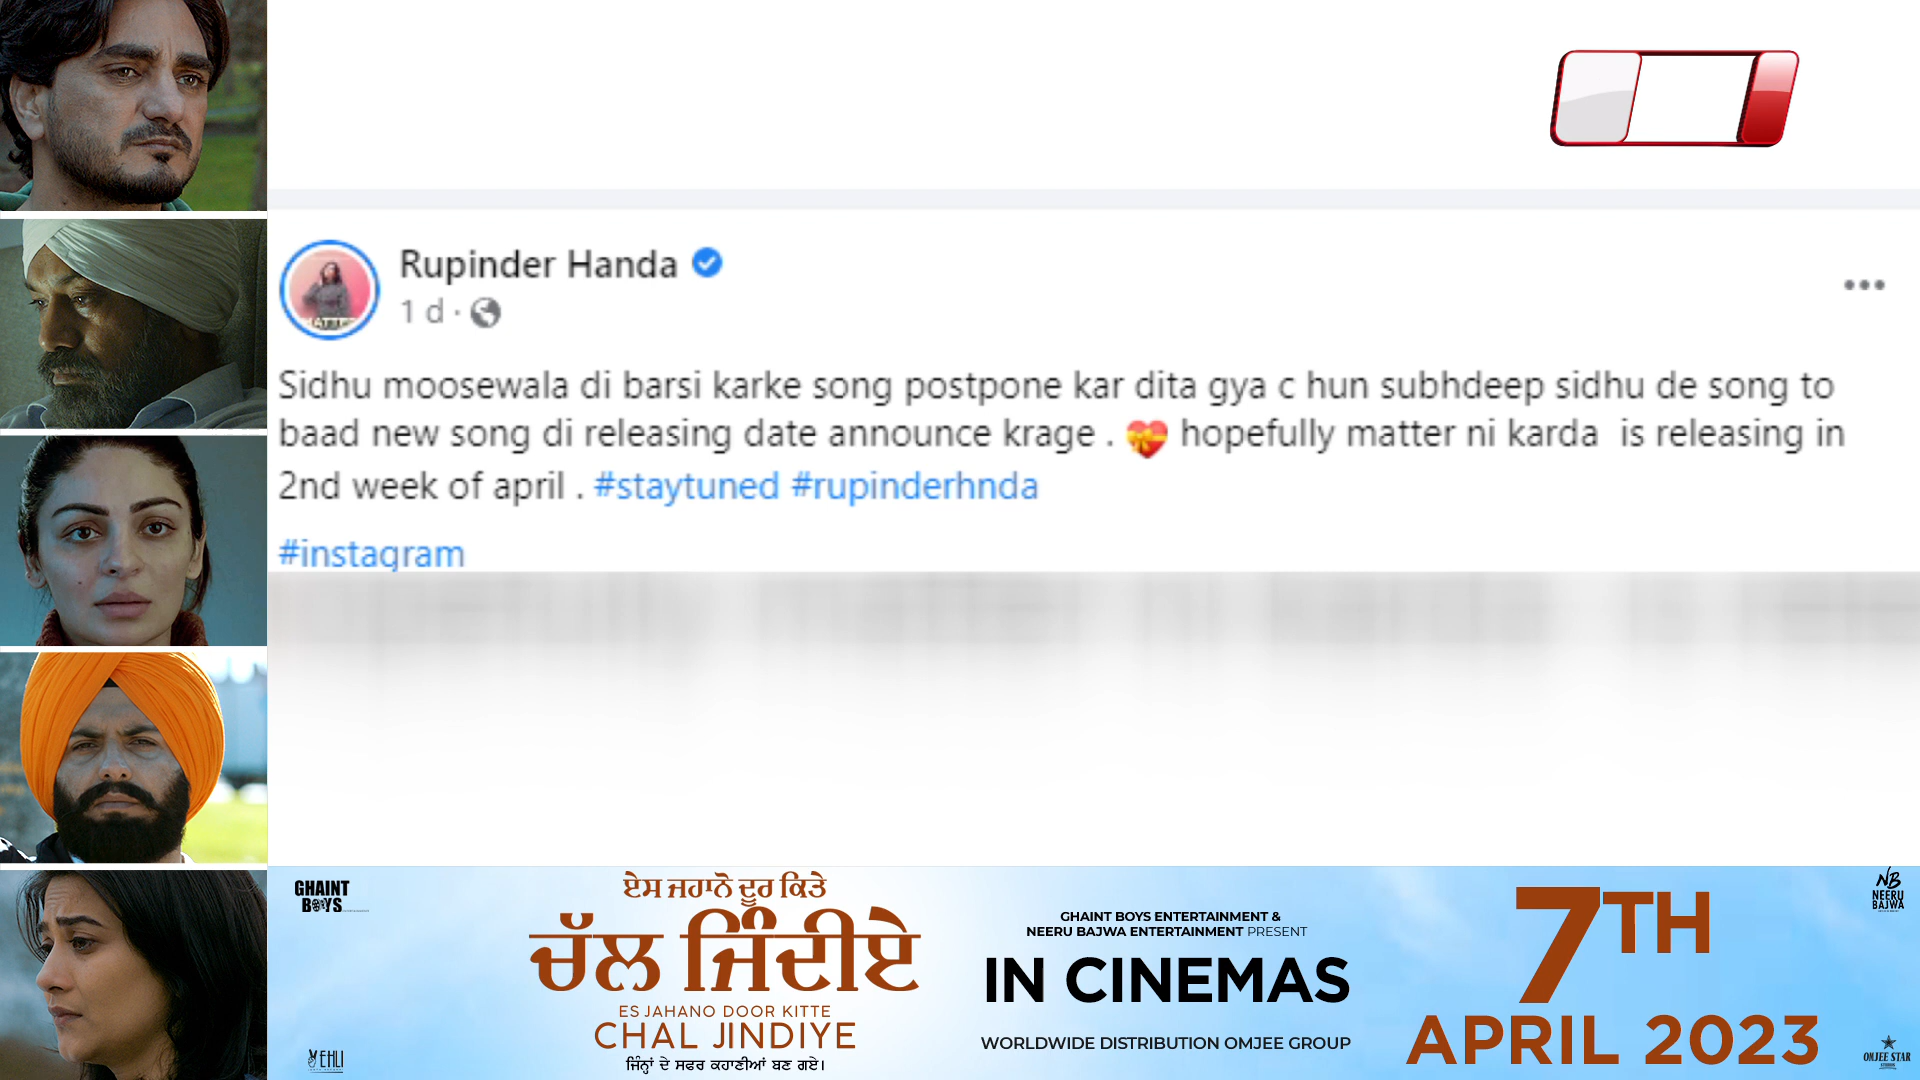 Rupinder Handa
1 d ·
Sidhu moosewala di barsi karke song postpone kar dita gya c hun subhdeep sidhu de song to
baad new song di releasing date announce krage . 💝 hopefully matter ni karda is releasing in
2nd week of april . #staytuned #rupinderhnda
#instagram
GHAINT
BOYS
VEHLI
ਏਸ ਜਹਾਨੋ ਦੂਰ ਕਿਤੇ
ਚੱਲ ਜਿੰਦੀਏ
ES JAHANO DOOR KITTE
CHAL JINDIYE
ਜਿੰਨ੍ਹਾਂ ਦੇ ਸਫਰ ਕਹਾਣੀਆਂ ਬਣ ਗਏ।
GHAINT BOYS ENTERTAINMENT &
NEERU BAJWA ENTERTAINMENT PRESENT
IN CINEMAS
WORLDWIDE DISTRIBUTION OMJEE GROUP
7TH
APRIL 2023
NB
NEERU
BAJWA
OMJEE STAR